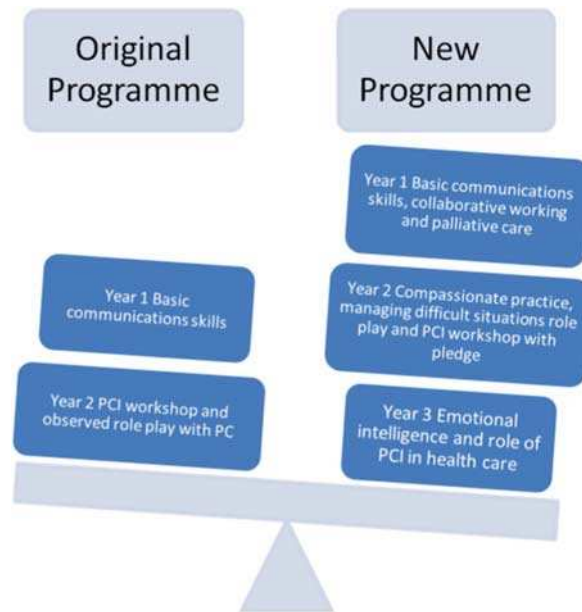 Original
Programme
New
Programme
Year 1 Basic
communications skills
Year 2 PCI workshop and
observed role play with PC
Year 1 Basic communications
skills, collaborative working
and palliative care
Year 2 Compassionate practice,
managing difficult situations role
play and PCI workshop with
pledge
Year 3 Emotional
intelligence and role of
PCI in health care